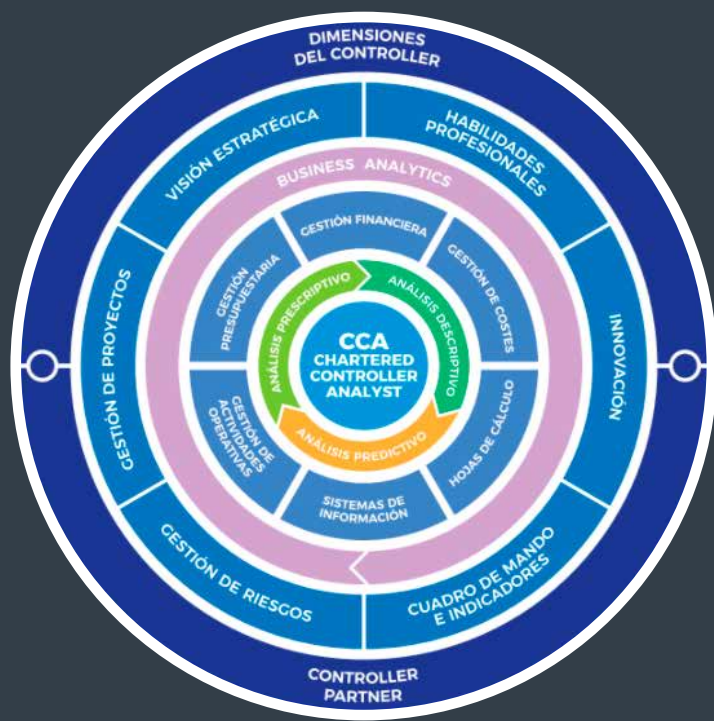 DIMENSIONES
DEL CONTROLLER
VISIÓN ESTRATÉGICA
HABILIDADES
PROFESIONALES
INNOVACIÓN
CUADRO DE MANDO
E INDICADORES
GESTIÓN DE RIESGOS
GESTIÓN DE PROYECTOS
BUSINESS ANALYTICS
GESTIÓN FINANCIERA
GESTIÓN DE COSTES
HOJAS DE CÁLCULO
SISTEMAS DE
INFORMACIÓN
GESTIÓN DE
ACTIVIDADES
OPERATIVAS
GESTIÓN
PRESUPUESTARIA
ANÁLISIS PRESCRIPTIVO
ANÁLISIS DESCRIPTIVO
ANÁLISIS PREDICTIVO
CCA
CHARTERED
CONTROLLER
ANALYST
CONTROLLER
PARTNER